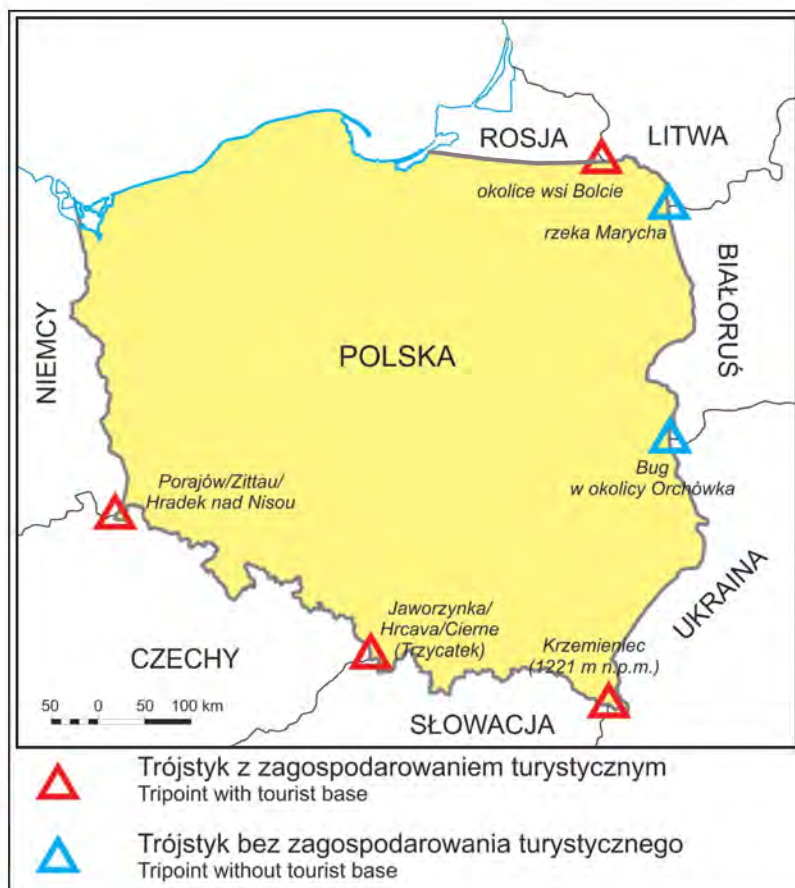 ROSJA
LITWA
okolice wsi Bolcie
rzeka Marycha
BIAŁORUŚ
NIEMCY
POLSKA
Bug
w okolicy Orchówka
Porajów/Zittau/
Hradek nad Nisou
UKRAINA
Jaworzynka/
Hrcava/Cierne
(Trzycatek)
Krzemieniec
(1221 m n.p.m.)
CZECHY
SŁOWACJA
50 0 50 100 km
Trójstyk z zagospodarowaniem turystycznym
Tripoint with tourist base
Trójstyk bez zagospodarowania turystycznego
Tripoint without tourist base